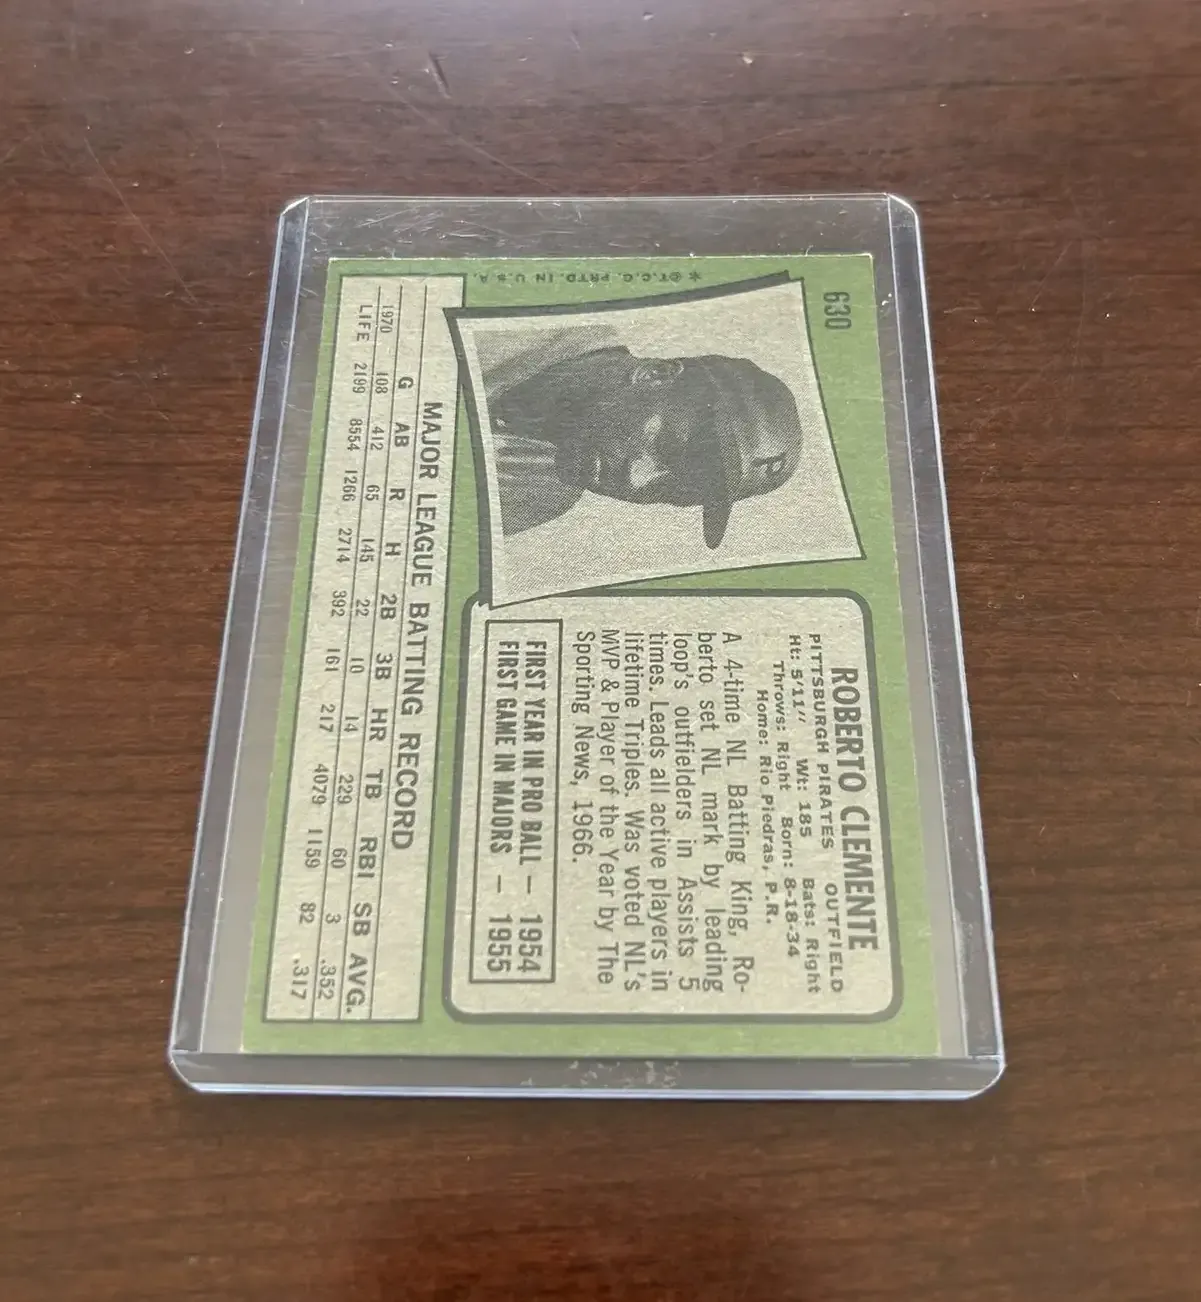 630
ROBERTO CLEMENTE
PITTSBURGH PIRATES OUTFIELD
Ht: 5'11" Wt: 185 Bats: Right
Throws: Right Born: 8-18-34
Home: Rio Piedras, P.R.
A 4-time NL Batting King, Ro-
berto set NL mark by leading
loop's outfielders in Assists 5
times. Leads all active players in
lifetime Triples. Was voted NL's
MVP & Player of the Year by The
Sporting News, 1966.
FIRST YEAR IN PRO BALL — 1954
FIRST GAME IN MAJORS — 1955
P
*©T.C.G. PRTD. IN U.S.A.
MAJOR LEAGUE BATTING RECORD
G AB R H 2B 3B HR TB RBI SB AVG.
1970 108 412 65 145 22 10 14 229 60 3 .352
LIFE 2199 8554 1266 2714 392 161 217 4079 1159 82 .317